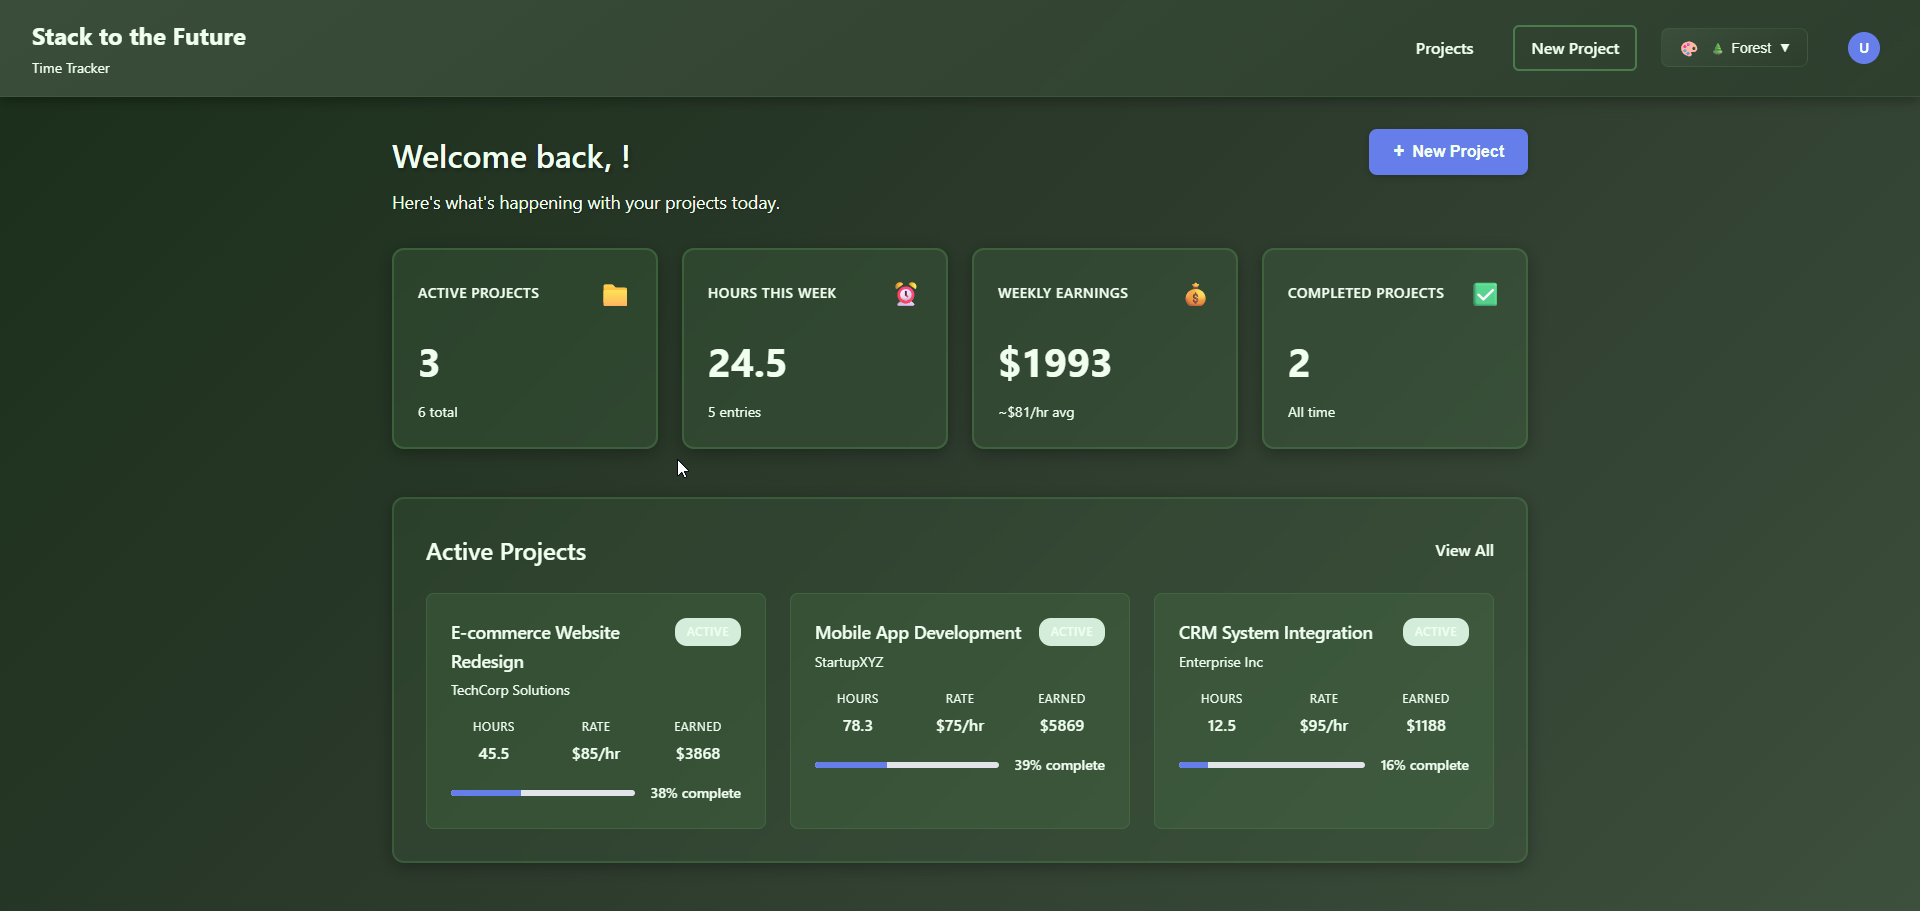 Stack to the Future
Time Tracker
Projects
New Project
Forest ▼
U
Welcome back, !
+ New Project
Here's what's happening with your projects today.
ACTIVE PROJECTS
3
6 total
HOURS THIS WEEK
24.5
5 entries
WEEKLY EARNINGS
$1993
~$81/hr avg
COMPLETED PROJECTS
2
All time
Active Projects
View All
E-commerce Website
Redesign
ACTIVE
TechCorp Solutions
HOURS
RATE
EARNED
45.5
$85/hr
$3868
38% complete
Mobile App Development
ACTIVE
StartupXYZ
HOURS
RATE
EARNED
78.3
$75/hr
$5869
39% complete
CRM System Integration
ACTIVE
Enterprise Inc
HOURS
RATE
EARNED
12.5
$95/hr
$1188
16% complete